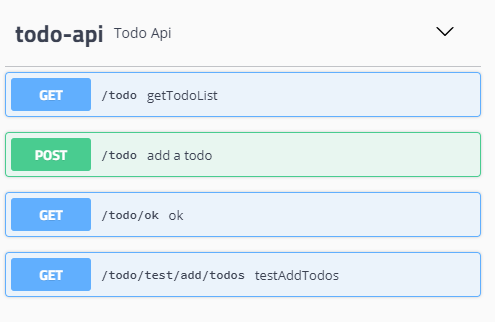 todo-api Todo Api
GET /todo getTodoList
POST /todo add a todo
GET /todo/ok ok
GET /todo/test/add/todos testAddTodos